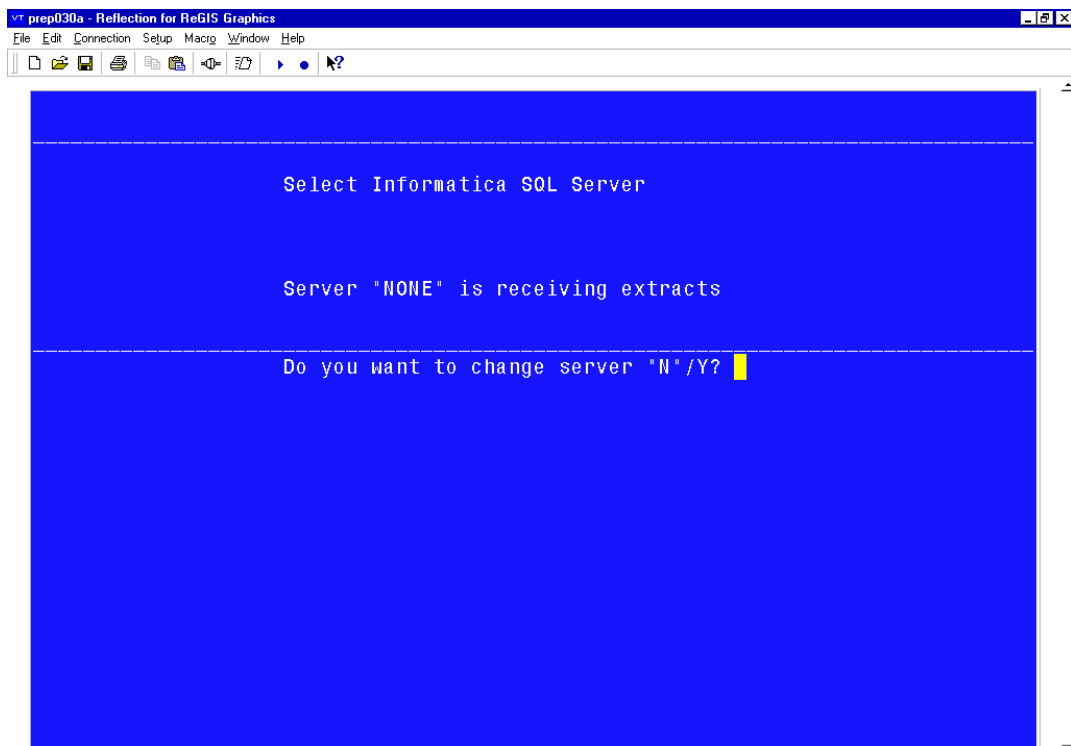 VT prep030a - Reflection for ReGIS Graphics
File Edit Connection Setup Macro Window Help
Select Informatica SQL Server
Server "NONE" is receiving extracts
Do you want to change server "N"/Y?